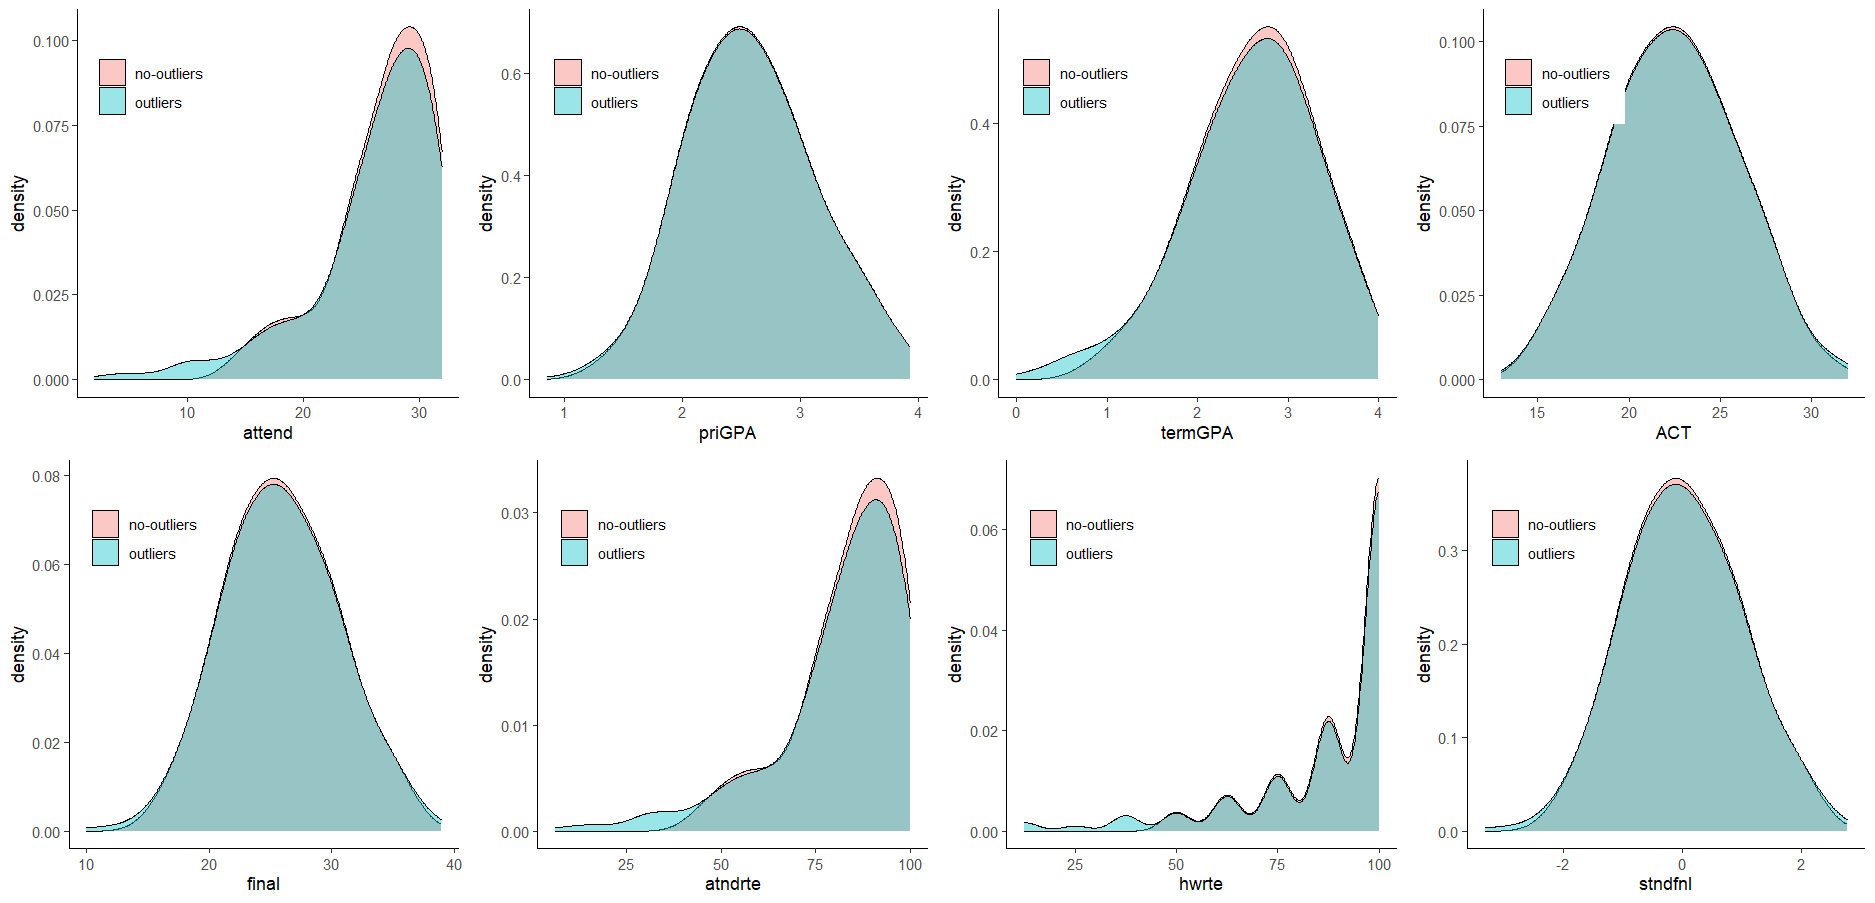 density
0.100
0.075
0.050
0.025
0.000
no-outliers
outliers
10
20
30
attend
density
0.6
0.4
0.2
0.0
no-outliers
outliers
1
2
3
4
priGPA
density
0.4
0.2
0.0
no-outliers
outliers
0
1
2
3
4
termGPA
density
0.100
0.075
0.050
0.025
0.000
no-outliers
outliers
15
20
25
30
ACT
density
0.08
0.06
0.04
0.02
0.00
no-outliers
outliers
10
20
30
40
final
density
0.03
0.02
0.01
0.00
no-outliers
outliers
25
50
75
100
atndrte
density
0.06
0.04
0.02
0.00
no-outliers
outliers
25
50
75
100
hwrte
density
0.3
0.2
0.1
0.0
no-outliers
outliers
-2
0
2
stndfnl